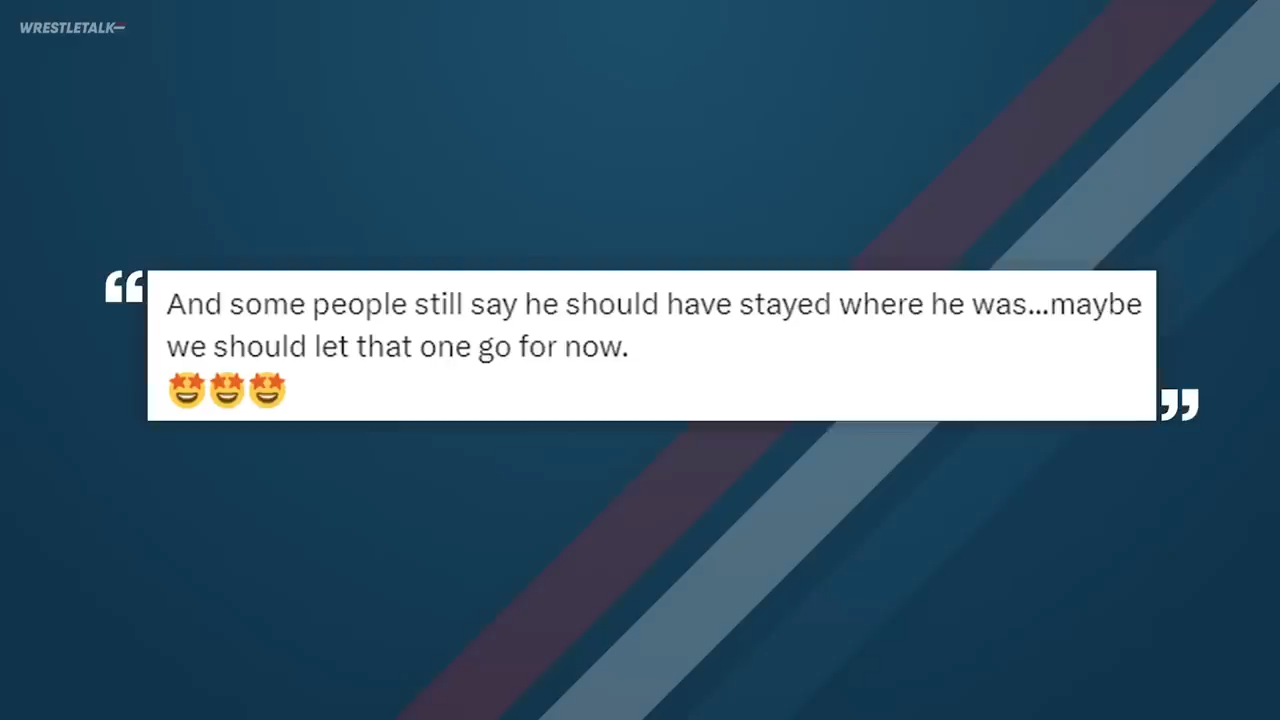 WRESTLETALK
“
And some people still say he should have stayed where he was...maybe
we should let that one go for now.
🤩🤩🤩
”